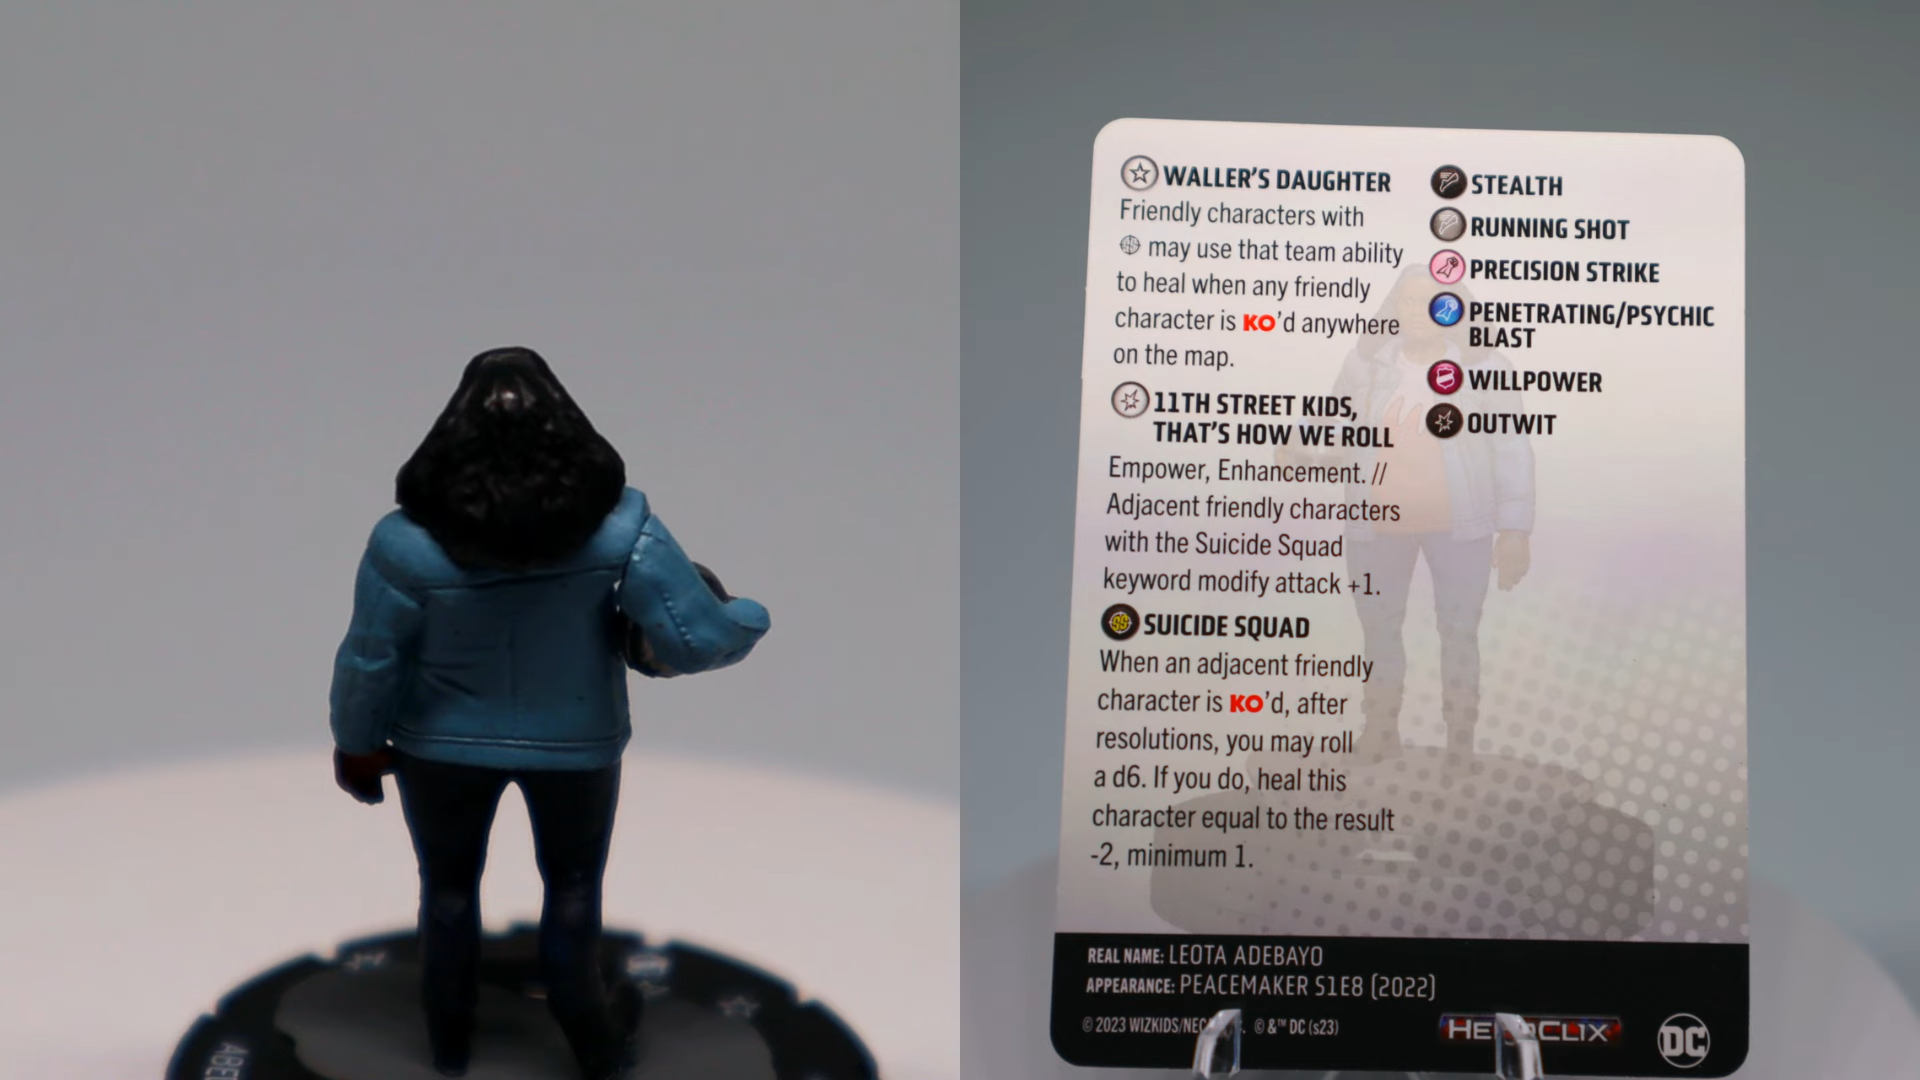 WALLER'S DAUGHTER
Friendly characters with
may use that team ability
to heal when any friendly
character is KO'd anywhere
on the map.
11TH STREET KIDS,
THAT'S HOW WE ROLL
Empower, Enhancement. //
Adjacent friendly characters
with the Suicide Squad
keyword modify attack +1.
SUICIDE SQUAD
When an adjacent friendly
character is KO'd, after
resolutions, you may roll
a d6. If you do, heal this
character equal to the result
-2, minimum 1.
STEALTH
RUNNING SHOT
PRECISION STRIKE
PENETRATING/PSYCHIC
BLAST
WILLPOWER
OUTWIT
REAL NAME: LEOTA ADEBAYO
APPEARANCE: PEACEMAKER S1E8 (2022)
© 2023 WIZKIDS/ © &™ DC (s23)
HEROCLIX
DC